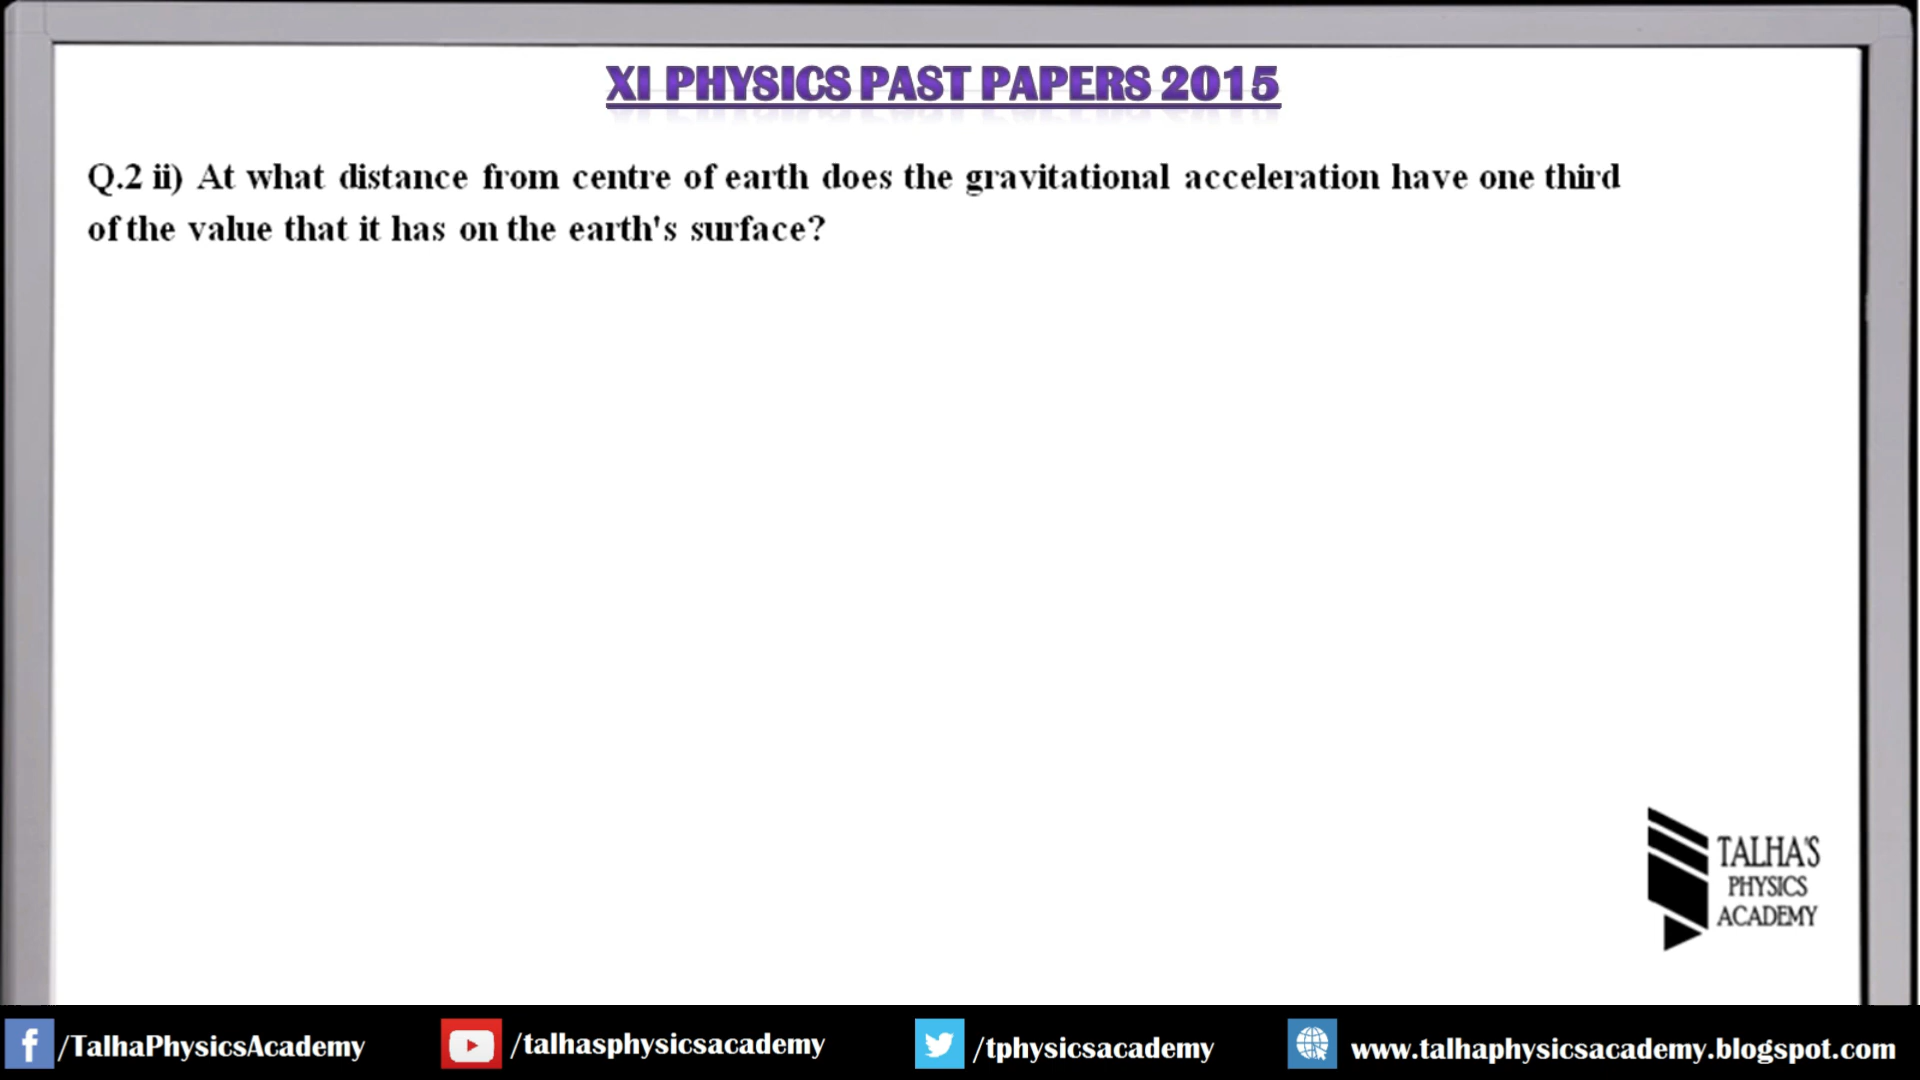 XI PHYSICS PAST PAPERS 2015
Q.2 ii) At what distance from centre of earth does the gravitational acceleration have one third
of the value that it has on the earth's surface?
TALHA'S
PHYSICS
ACADEMY
/TalhaPhysicsAcademy
/talhasphysicsacademy
/tphysicsacademy
www.talhaphysicsacademy.blogspot.com